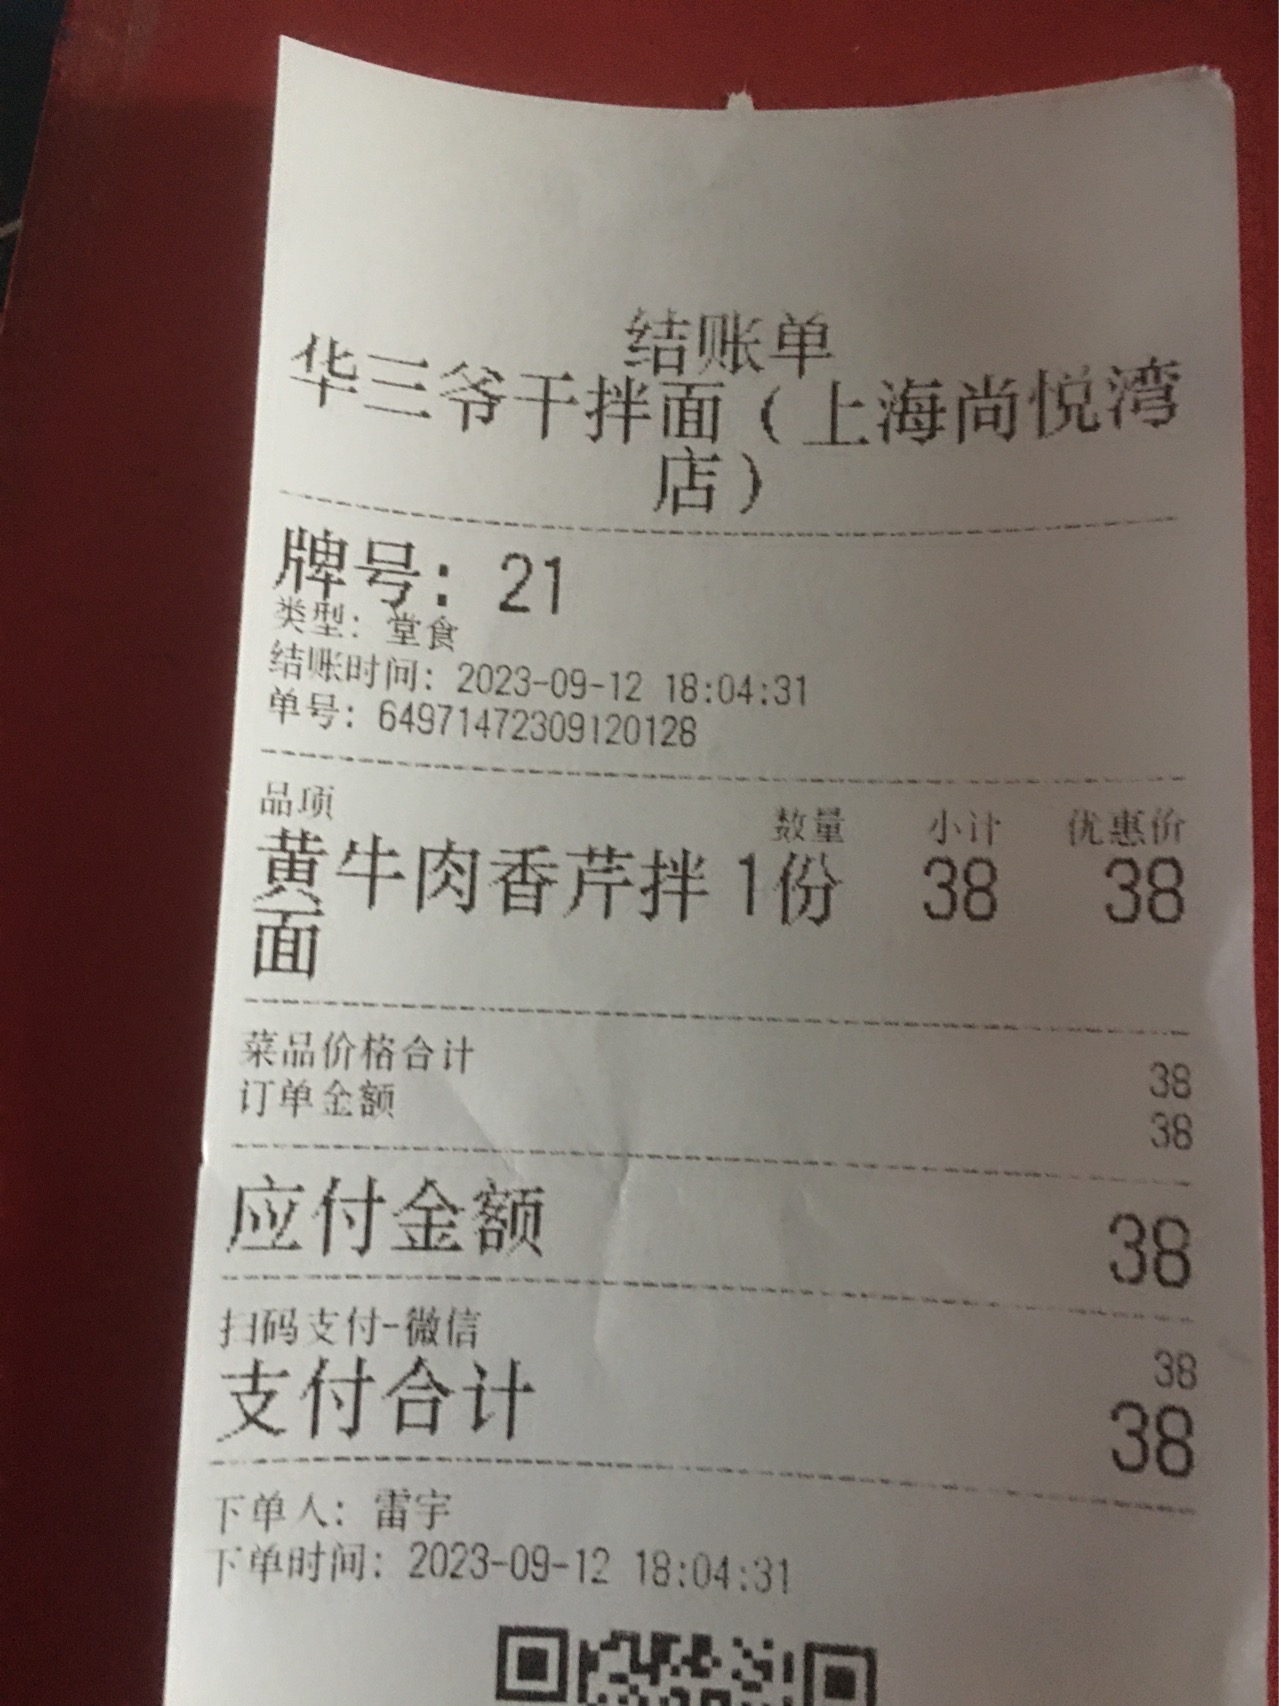 结账单
华三爷干拌面（上海尚悦湾
店）
牌号：21
类型：堂食
结账时间：2023-09-12 18:04:31
单号：64971472309120128
品项 数量 小计 优惠价
黄牛肉香芹拌 1份 38 38
面
菜品价格合计 38
订单金额 38
应付金额 38
扫码支付-微信 38
支付合计 38
下单人：雷宇
下单时间：2023-09-12 18:04:31